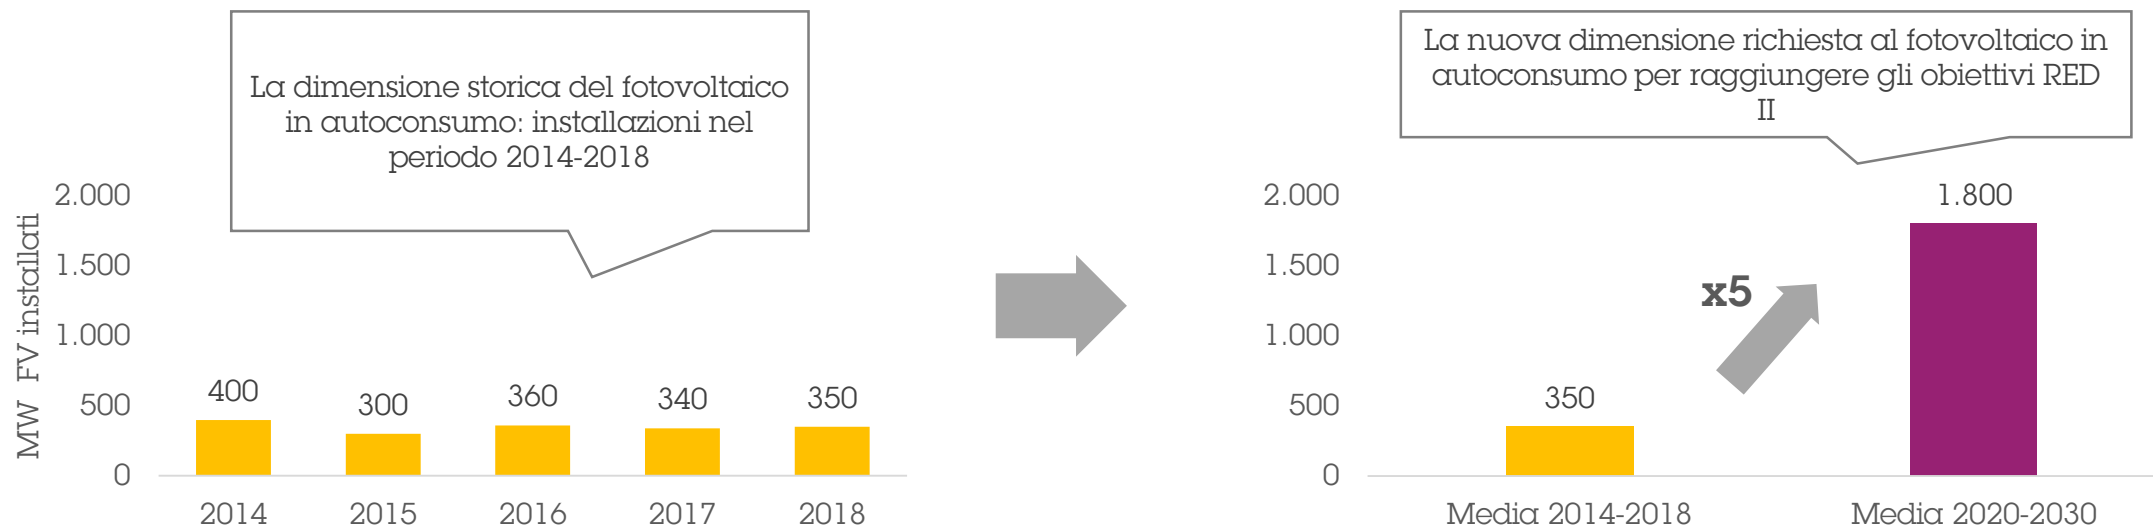 La dimensione storica del fotovoltaico
in autoconsumo: installazioni nel
periodo 2014-2018
MW FV installati
2.000
1.500
1.000
500
0
400
300
360
340
350
2014
2015
2016
2017
2018
La nuova dimensione richiesta al fotovoltaico in
autoconsumo per raggiungere gli obiettivi RED
II
2.000
1.500
1.000
500
0
350
x5
1.800
Media 2014-2018
Media 2020-2030